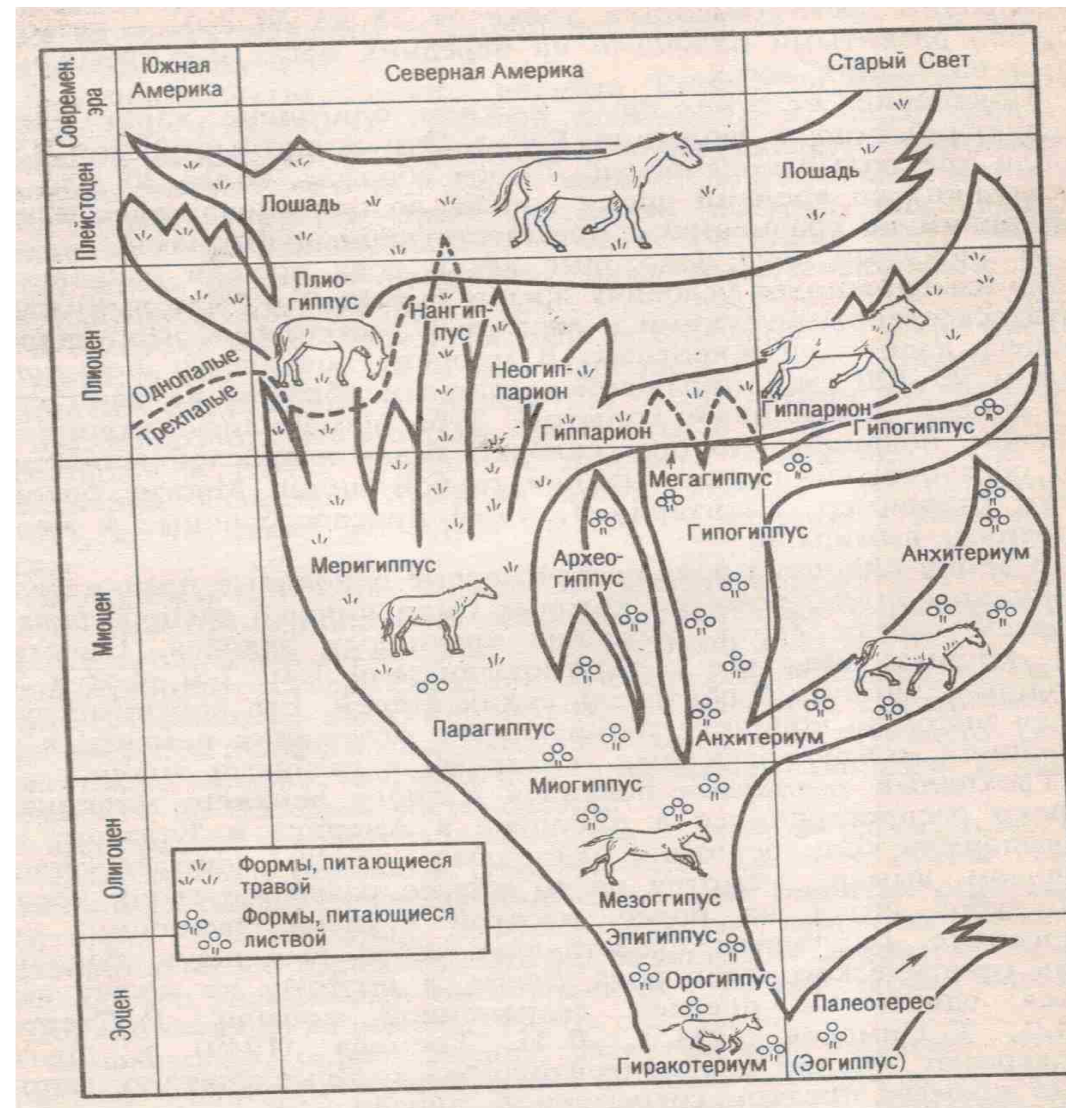 Современ. эра
Южная Америка
Северная Америка
Старый Свет
Плейстоцен
Лошадь
Лошадь
Плиоцен
Плио-
гиппус
Нангип-
пус
Неогип-
парион
Однопалые
Трехпалые
Гиппарион
Гиппарион
Гипогиппус
Мегагиппус
Миоцен
Меригиппус
Архео-
гиппус
Гипогиппус
Анхитериум
Парагиппус
Анхитериум
Олигоцен
Миогиппус
Формы, питающиеся
травой
Формы, питающиеся
листвой
Мезоггипус
Эоцен
Эпигиппус
Орогиппус
Палеотерес
Гиракотериум
(Эогиппус)